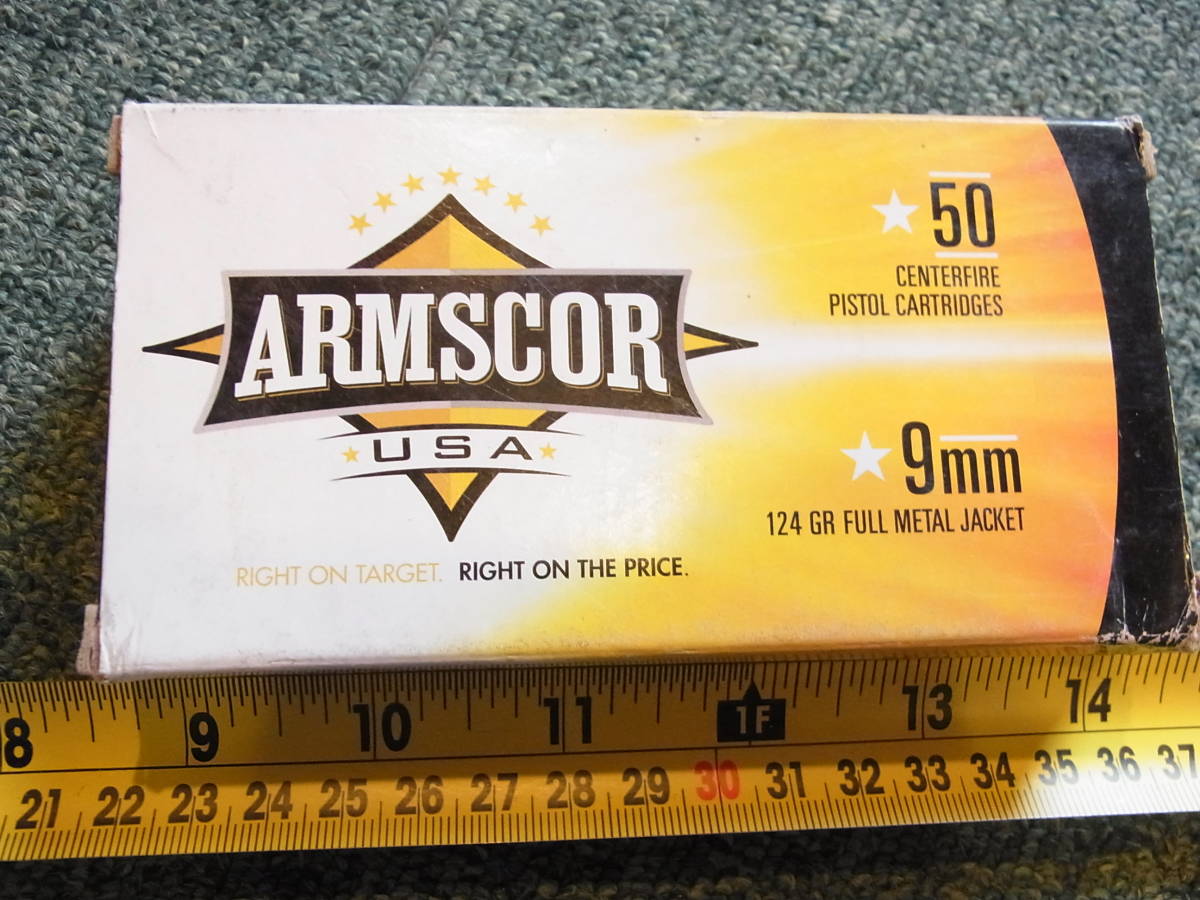 50
CENTERFIRE
PISTOL CARTRIDGES
ARMSCOR
USA
9mm
124 GR FULL METAL JACKET
RIGHT ON TARGET. RIGHT ON THE PRICE.
8 9 10 11 1F 13 14
21 22 23 24 25 26 27 28 29 30 31 32 33 34 35 36 37